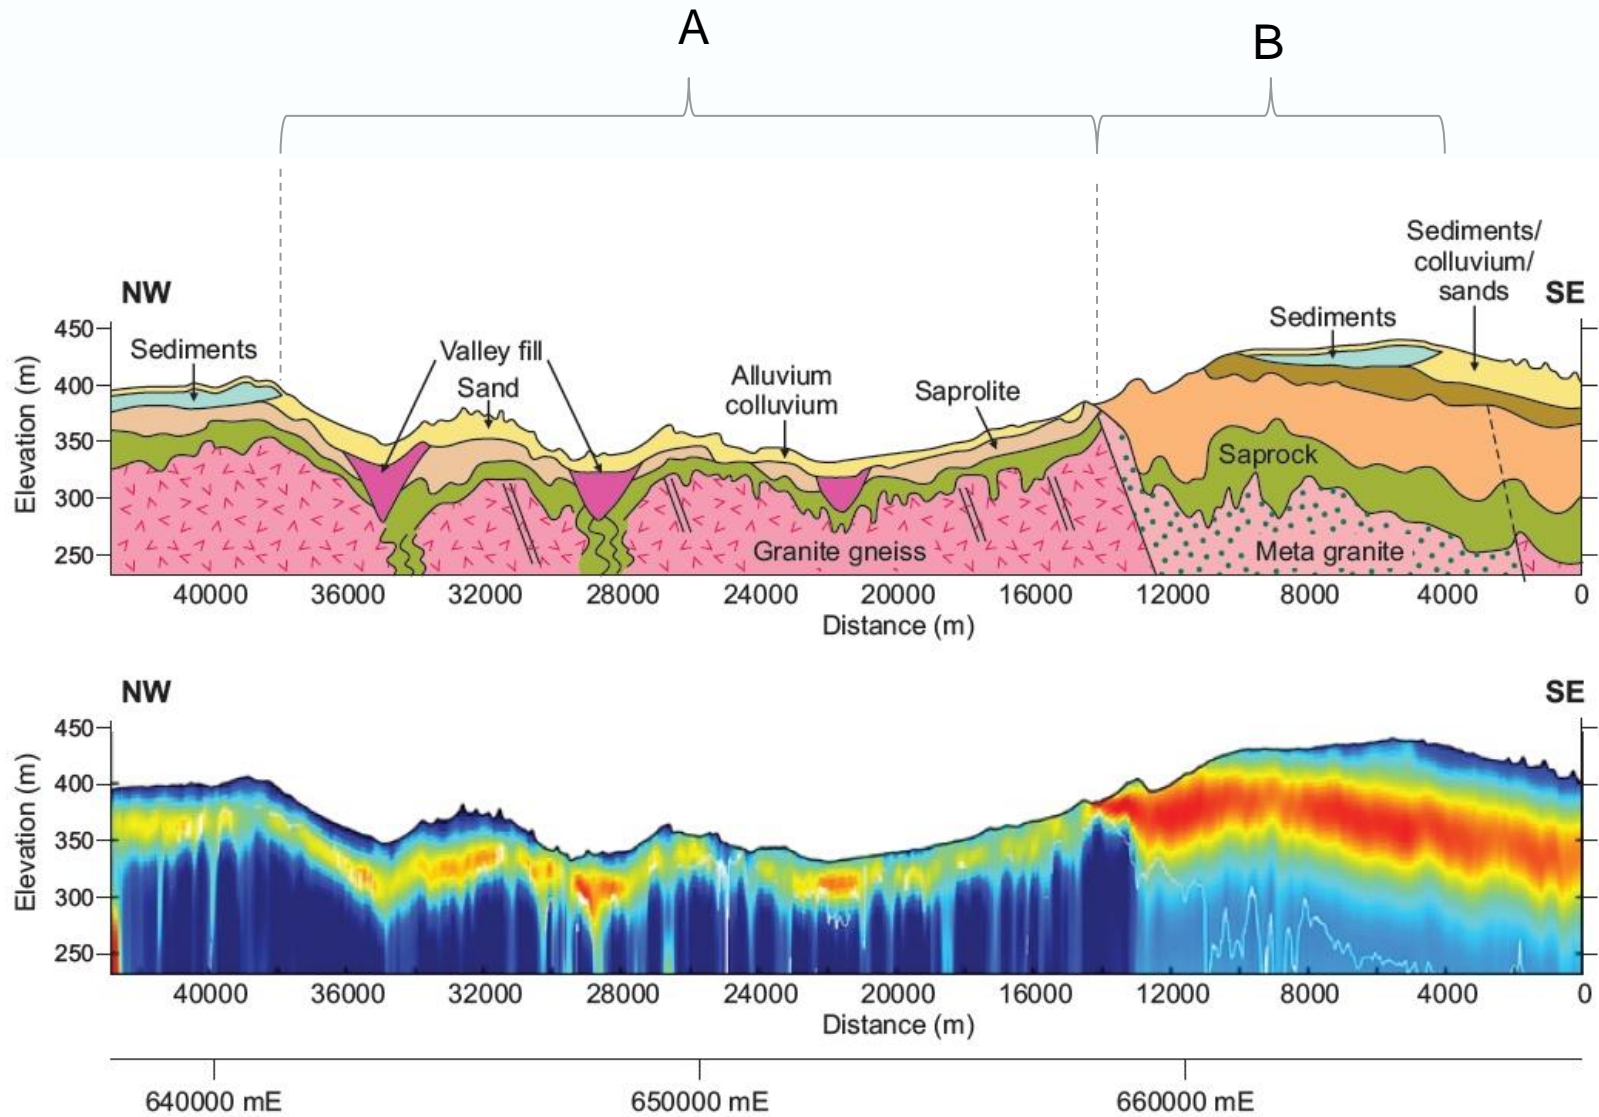 A
B
Sediments/
colluvium/
sands
NW
SE
450
Sediments
Sediments
Valley fill
Sand
Alluvium
colluvium
Saprolite
400
350
Saprock
300
250
Granite gneiss
Meta granite
Elevation (m)
40000 36000 32000 28000 24000 20000 16000 12000 8000 4000 0
Distance (m)
NW
SE
450
400
350
300
250
Elevation (m)
40000 36000 32000 28000 24000 20000 16000 12000 8000 4000 0
Distance (m)
640000 mE 650000 mE 660000 mE